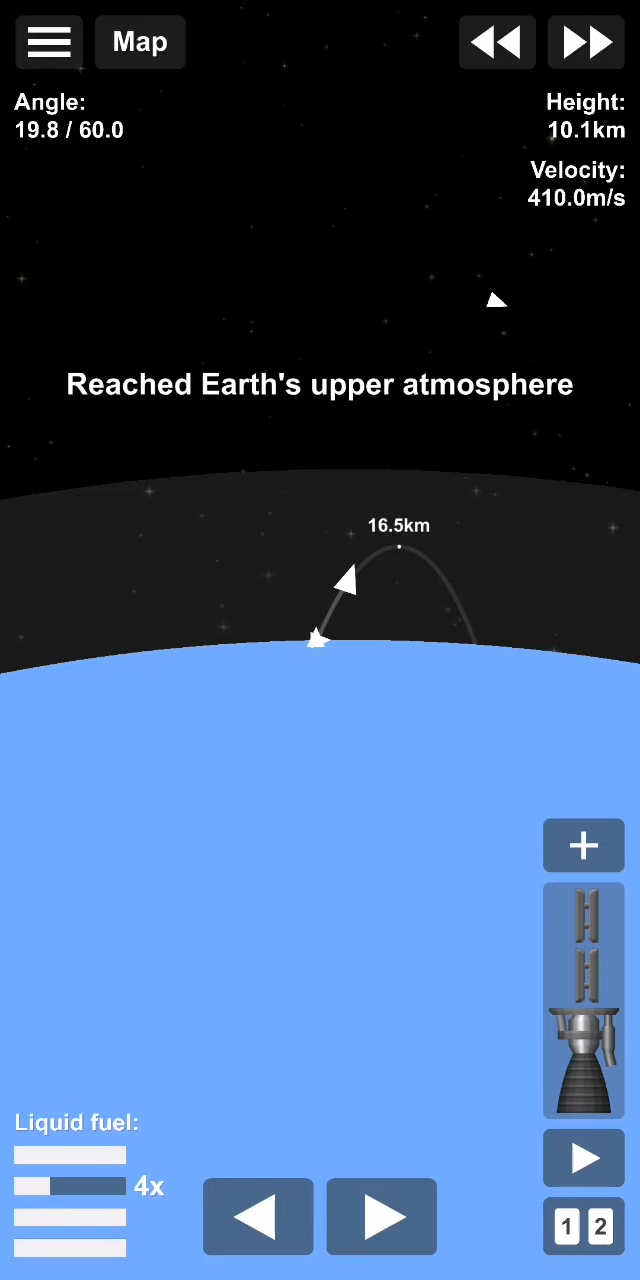 Map
Angle:
19.8 / 60.0
Height:
10.1km
Velocity:
410.0m/s
Reached Earth's upper atmosphere
16.5km
Liquid fuel:
4x
1 2